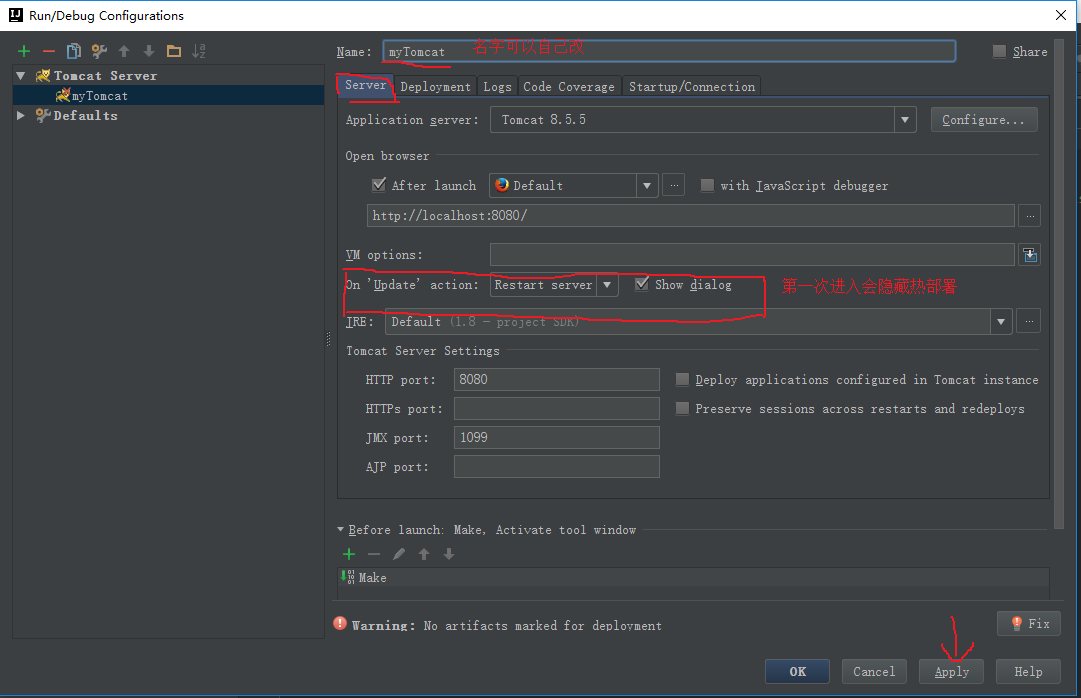 Run/Debug Configurations
Name: myTomcat 名字可以自己改 Share
Tomcat Server
myTomcat
Defaults
Server Deployment Logs Code Coverage Startup/Connection
Application server: Tomcat 8.5.5 Configure...
Open browser
After launch Default ... with JavaScript debugger
http://localhost:8080/ ...
VM options:
On 'Update' action: Restart server Show dialog 第一次进入会隐藏热部署
JRE: Default (1.8 - project SDK) ...
Tomcat Server Settings
HTTP port: 8080 Deploy applications configured in Tomcat instance
HTTPs port: Preserve sessions across restarts and redeploys
JMX port: 1099
AJP port:
Before launch: Make, Activate tool window
Make
Warning: No artifacts marked for deployment Fix
OK Cancel Apply Help